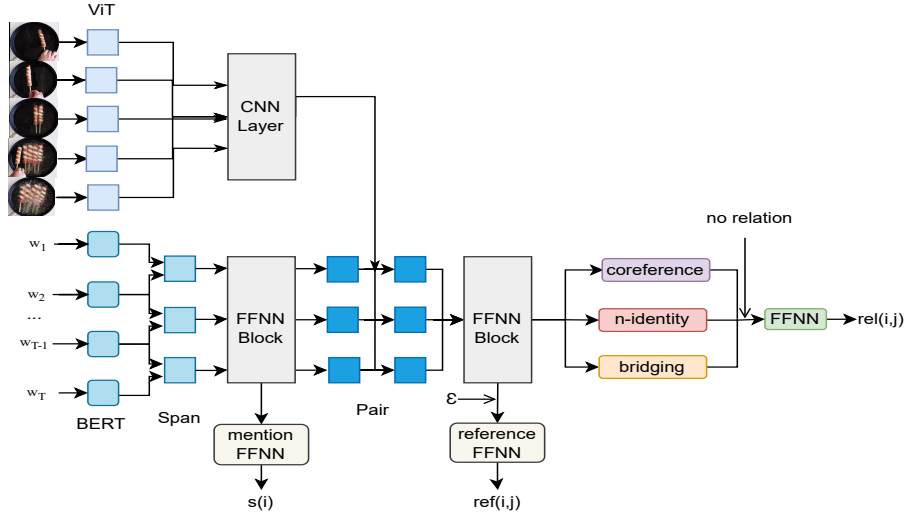 ViT
CNN
Layer
no relation
w1
w2
...
wT-1
wT
BERT
Span
FFNN
Block
Pair
FFNN
Block
coreference
n-identity
bridging
FFNN
rel(i,j)
ε
mention
FFNN
reference
FFNN
s(i)
ref(i,j)